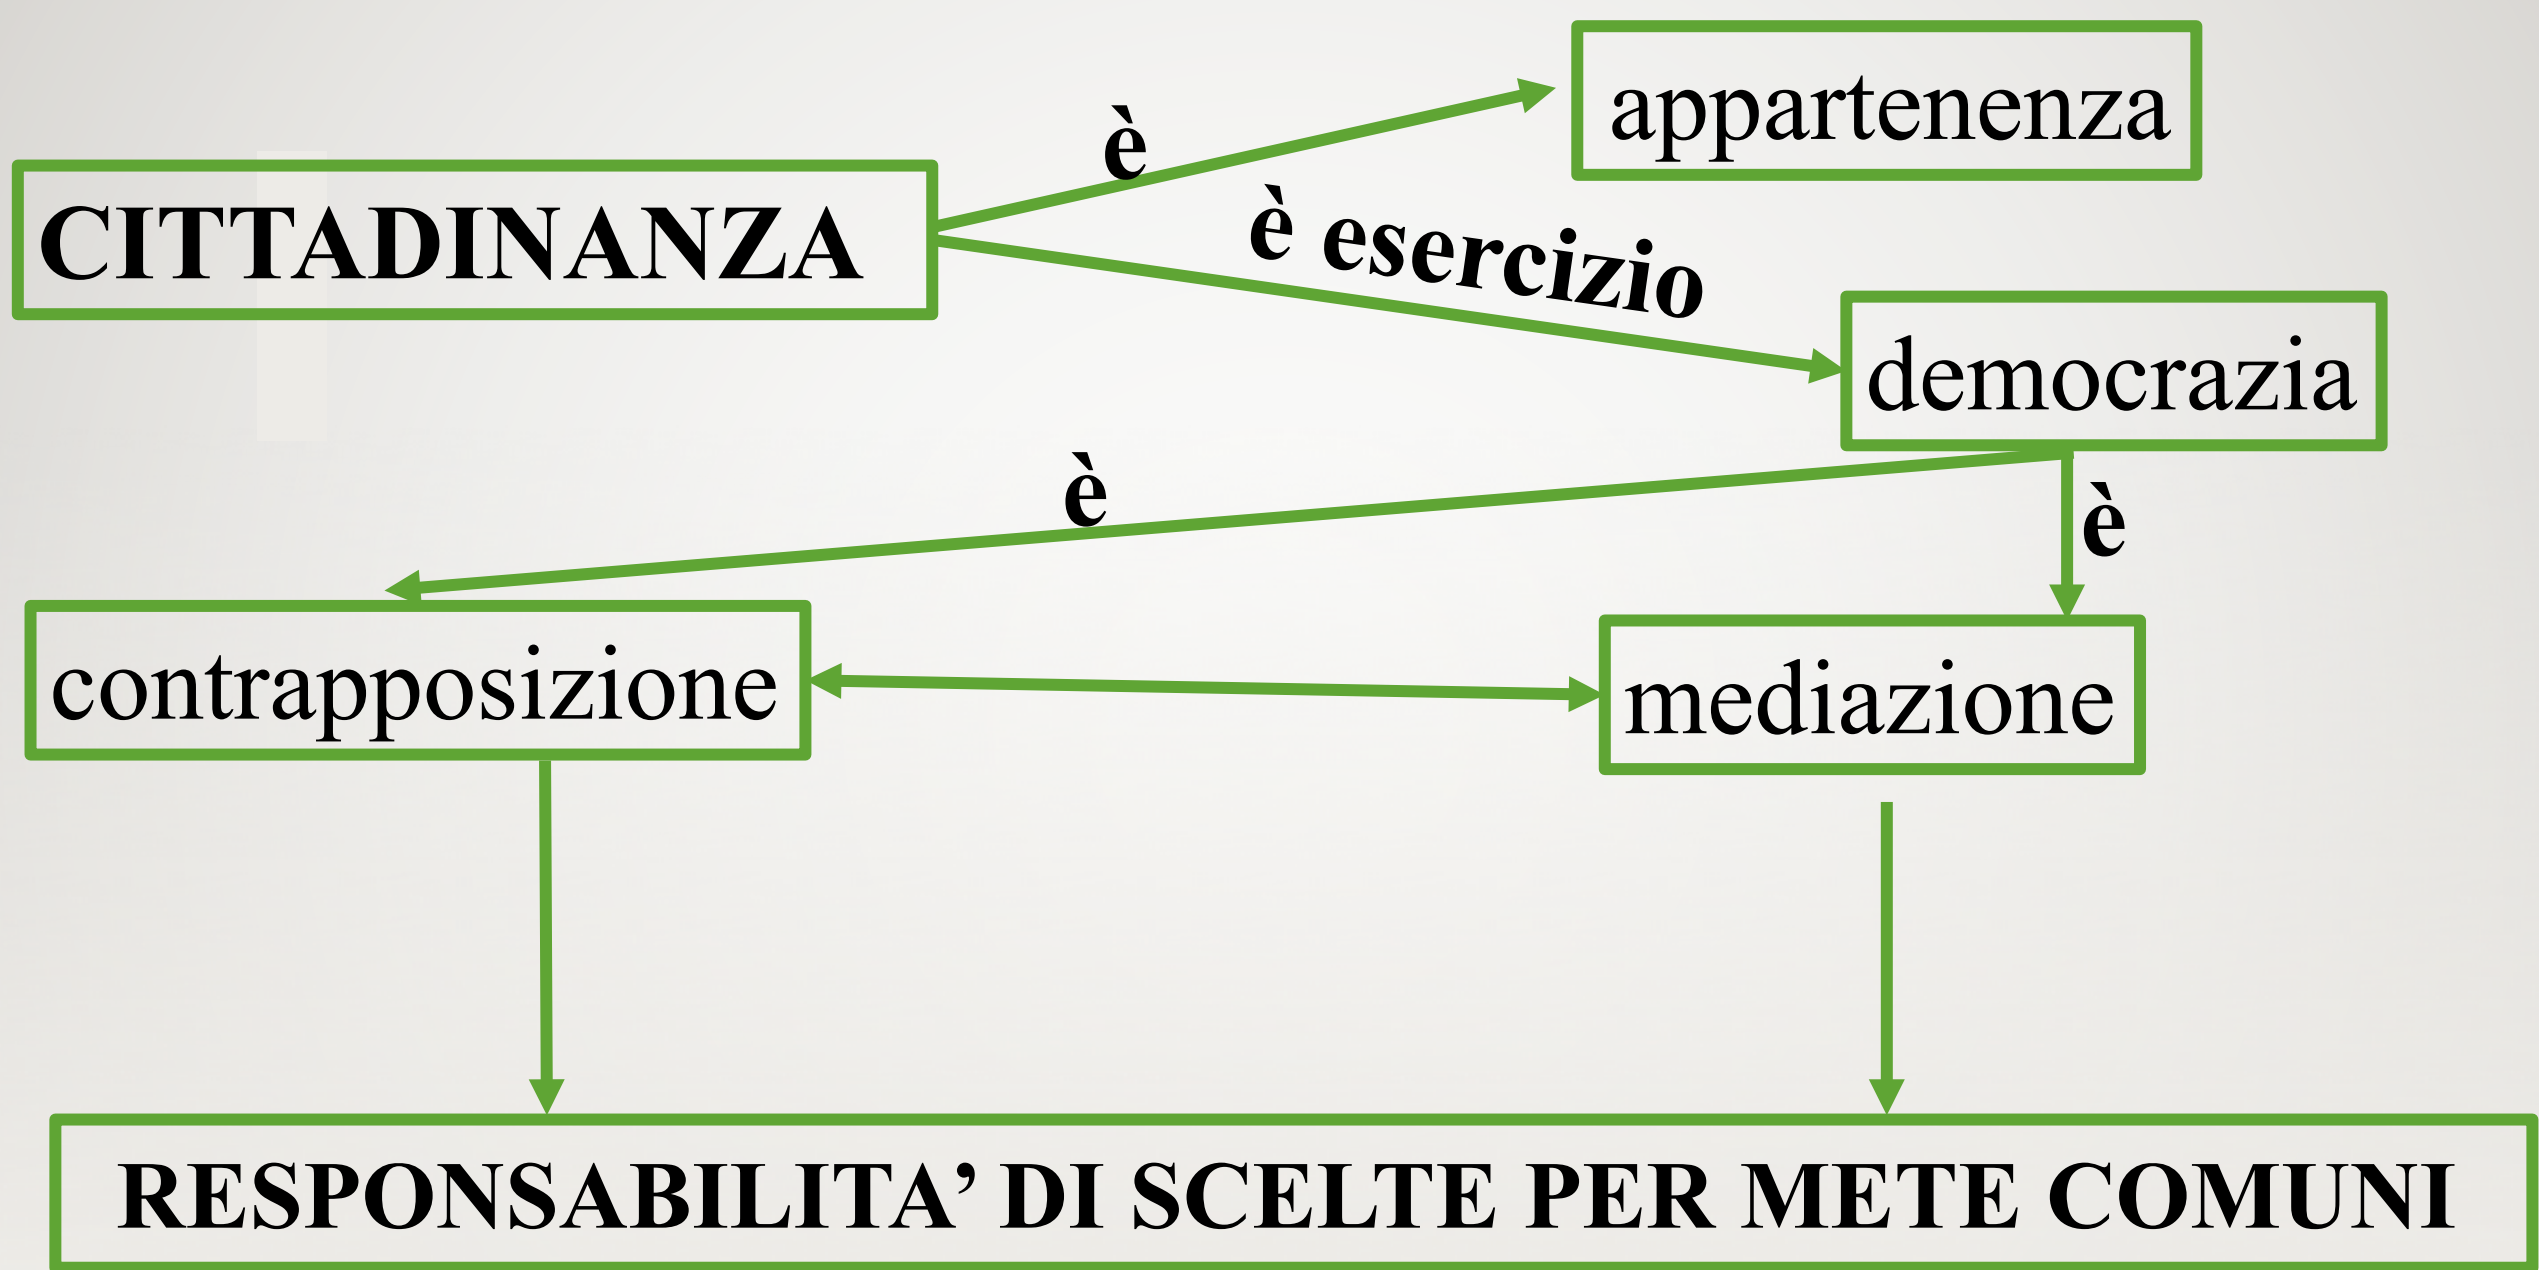 appartenenza
è
CITTADINANZA
è esercizio
democrazia
è
è
contrapposizione
mediazione
RESPONSABILITA’ DI SCELTE PER METE COMUNI